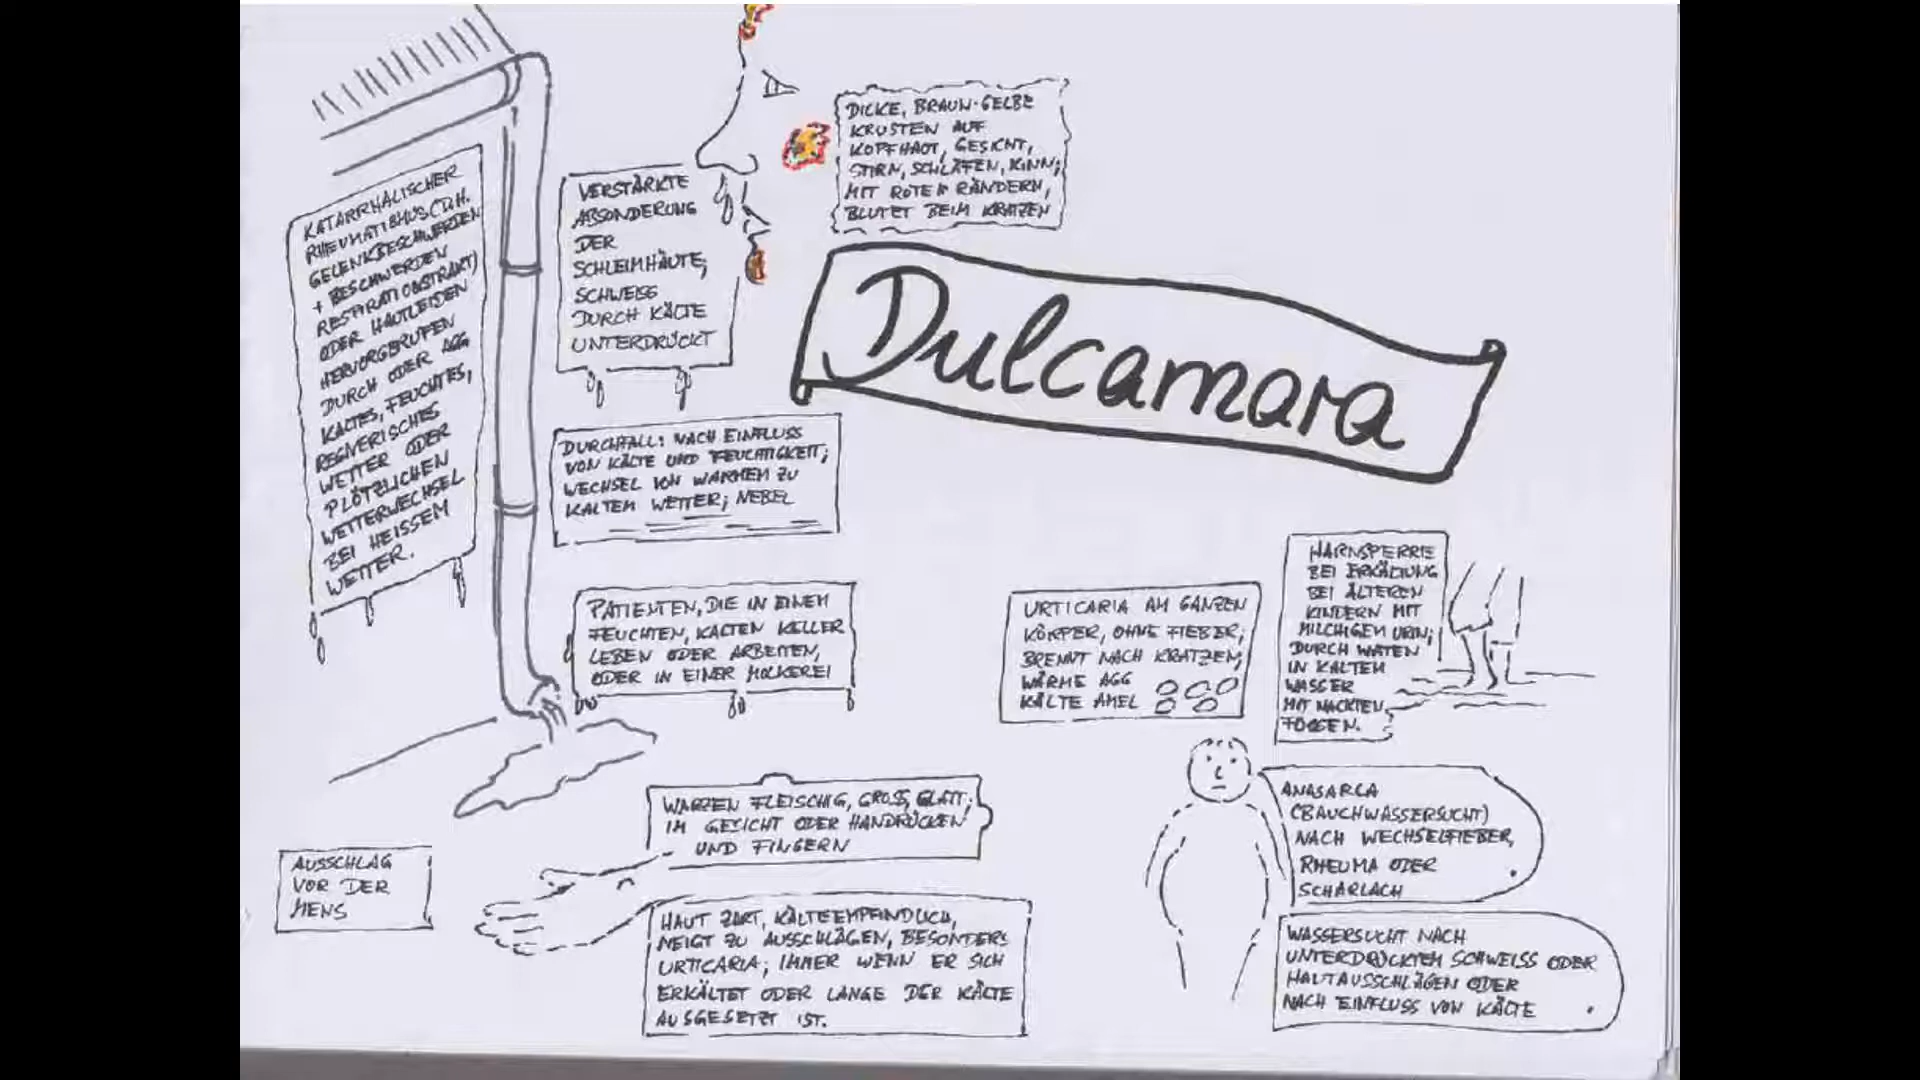 KATARRHALISCHER
RHEUMATISMUS (D.H.
GELENKBESCHWERDEN
+ BESCHWERDEN
RESPIRATIONSTRAKT)
ODER HAUTLEIDEN
HERVORGERUFEN
DURCH ODER AGG
KALTES, FEUCHTES,
REGNERISCHES
WETTER ODER
PLÖTZLICHEN
WETTERWECHSEL
BEI HEISSEM
WETTER.
VERSTÄRKTE
ABSONDERUNG
DER
SCHLEIMHÄUTE;
SCHWEISS
DURCH KÄLTE
UNTERDRÜCKT
DICKE, BRAUN-GELBE
KRUSTEN AUF
KOPFHAUT, GESICHT,
STIRN, SCHLÄFEN, KINN;
MIT ROTEN RÄNDERN,
BLUTET BEIM KRATZEN
Dulcamara
DURCHFALL: NACH EINFLUSS
VON KÄLTE UND FEUCHTIGKEIT;
WECHSEL VON WARMEM ZU
KALTEM WETTER; NEBEL
PATIENTEN, DIE IN EINEM
FEUCHTEN, KALTEN KELLER
LEBEN ODER ARBEITEN,
ODER IN EINER MOLKEREI
URTICARIA AM GANZEN
KÖRPER, OHNE FIEBER;
BRENNT NACH KRATZEN;
WÄRME AGG
KÄLTE AMEL
HARNSPERRE
BEI ERKÄLTUNG
BEI ÄLTEREN
KINDERN MIT
MILCHIGEM URIN;
DURCH WATEN
IN KALTEM
WASSER
MIT NACKTEN
FÜSSEN.
WARZEN FLEISCHIG, GROSS, GLATT;
IM GESICHT ODER HANDRÜCKEN
UND FINGERN
AUSSCHLAG
VOR DER
MENS
HAUT ZART, KÄLTEEMPFINDLICH,
NEIGT ZU AUSSCHLÄGEN, BESONDERS
URTICARIA; IMMER WENN ER SICH
ERKÄLTET ODER LANGE DER KÄLTE
AUSGESETZT IST.
ANASARCA
(BAUCHWASSERSUCHT)
NACH WECHSELFIEBER,
RHEUMA ODER
SCHARLACH
WASSERSUCHT NACH
UNTERDRÜCKTEM SCHWEISS ODER
HAUTAUSSCHLÄGEN ODER
NACH EINFLUSS VON KÄLTE